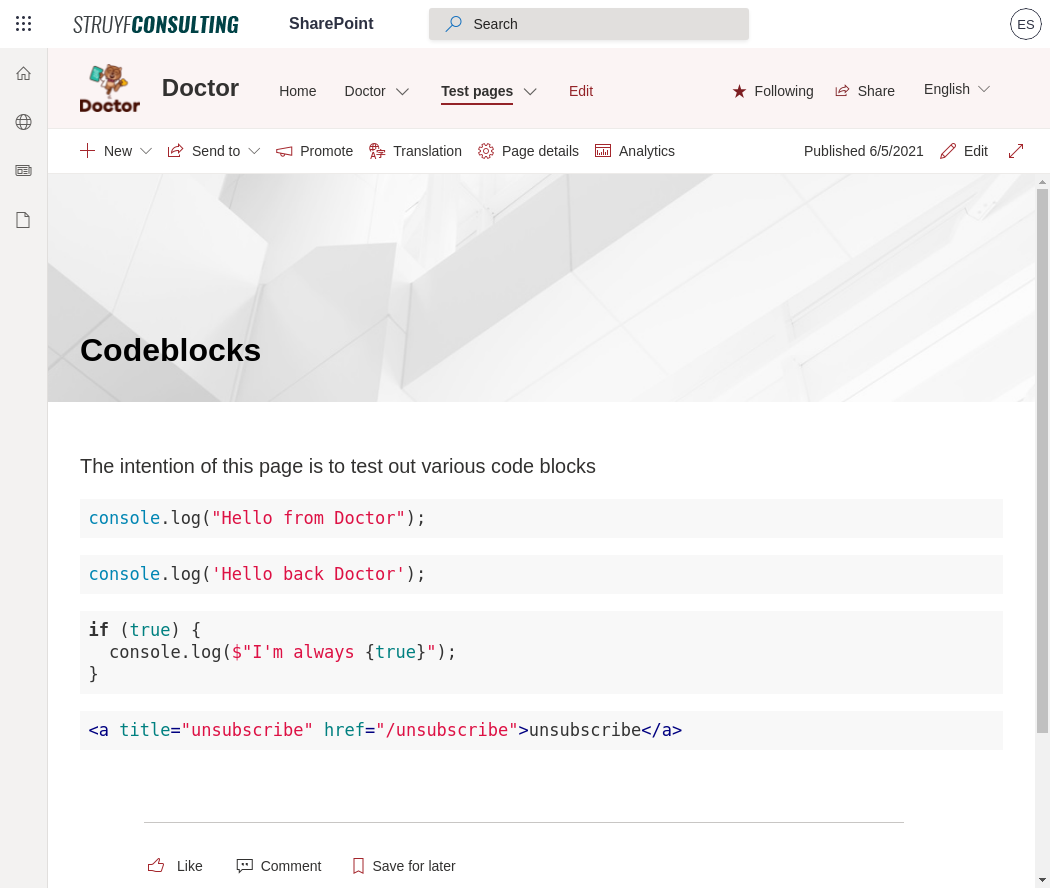 STRUYFCONSULTING SharePoint Search ES
Doctor Doctor Home Doctor Test pages Edit Following Share English
New Send to Promote Translation Page details Analytics Published 6/5/2021 Edit
Codeblocks
The intention of this page is to test out various code blocks
console.log("Hello from Doctor");
console.log('Hello back Doctor');
if (true) {
  console.log($"I'm always {true}");
}
<a title="unsubscribe" href="/unsubscribe">unsubscribe</a>
Like Comment Save for later